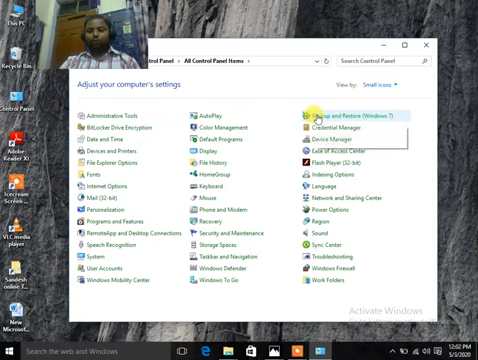 This PC
Recycle Bin
Control Panel
Adobe Reader XI
Icecream Screen ...
VLC media player
Sandesh online T...
New Microsof...
ntrol Panel › All Control Panel Items ›
Search Control Panel
Adjust your computer's settings
View by: Small icons
Administrative Tools
AutoPlay
Backup and Restore (Windows 7)
BitLocker Drive Encryption
Color Management
Credential Manager
Date and Time
Default Programs
Device Manager
Devices and Printers
Display
Ease of Access Center
File Explorer Options
File History
Flash Player (32-bit)
Fonts
HomeGroup
Indexing Options
Internet Options
Keyboard
Language
Mail (32-bit)
Mouse
Network and Sharing Center
Personalization
Phone and Modem
Power Options
Programs and Features
Recovery
Region
RemoteApp and Desktop Connections
Security and Maintenance
Sound
Speech Recognition
Storage Spaces
Sync Center
System
Taskbar and Navigation
Troubleshooting
User Accounts
Windows Defender
Windows Firewall
Windows Mobility Center
Windows To Go
Work Folders
Activate Windows
Search the web and Windows
12:02 PM
5/3/2020